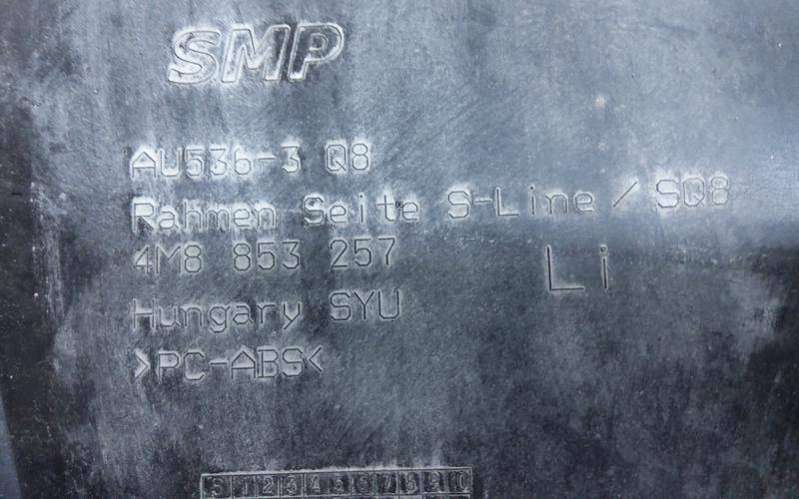 SMP
AU536-3 Q8
Rahmen Seite S-Line / SQ8
4M8 853 257
Li
Hungary SYU
>PC-ABS<